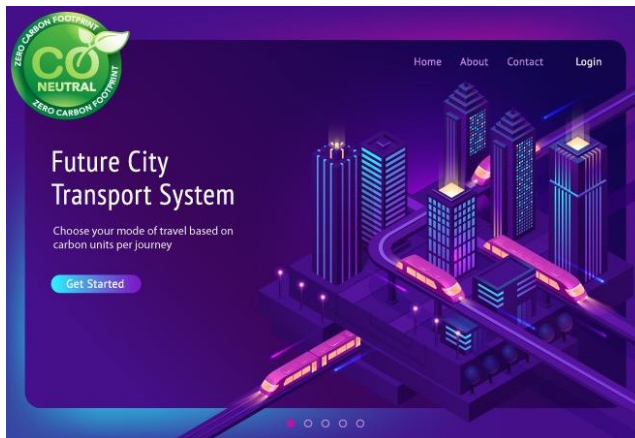 ZERO CARBON FOOTPRINT
CO
NEUTRAL
ZERO CARBON FOOTPRINT
Home About Contact Login
Future City
Transport System
Choose your mode of travel based on
carbon units per journey
Get Started